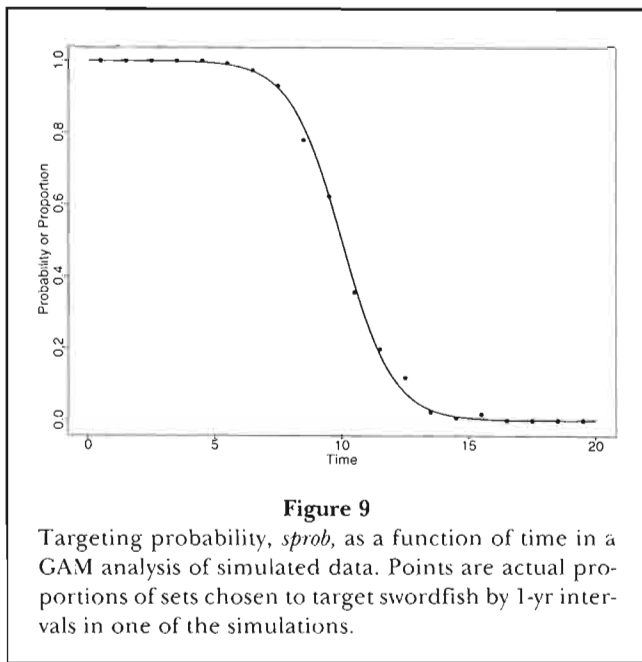 1.0
0.8
0.6
0.4
0.2
0.0
Probability or Proportion
0
5
10
15
20
Time
Figure 9
Targeting probability, sprob, as a function of time in a
GAM analysis of simulated data. Points are actual pro-
portions of sets chosen to target swordfish by 1-yr inter-
vals in one of the simulations.